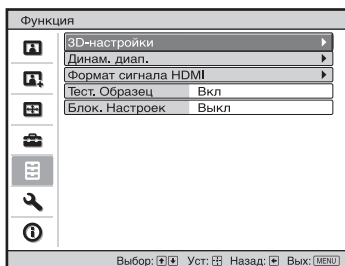 Функция
3D-настройки
Динам. диап.
Формат сигнала HDMI
Тест. Образец Вкл
Блок. Настроек Выкл
Выбор: Уст: Назад: Вых: MENU